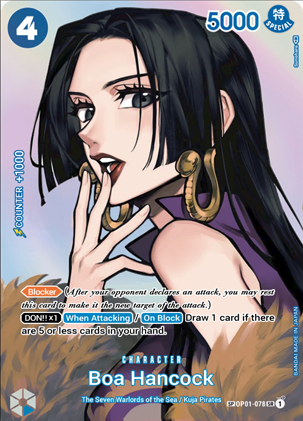 4
5000
特
SPECIAL
COUNTER +1000
Blocker (After your opponent declares an attack, you may rest
this card to make it the new target of the attack.)
DON!! x1 When Attacking / On Block Draw 1 card if there
are 5 or less cards in your hand.
CHARACTER
Boa Hancock
The Seven Warlords of the Sea / Kuja Pirates
SP OP01-078 SR 1
BANDAI MADE IN JAPAN